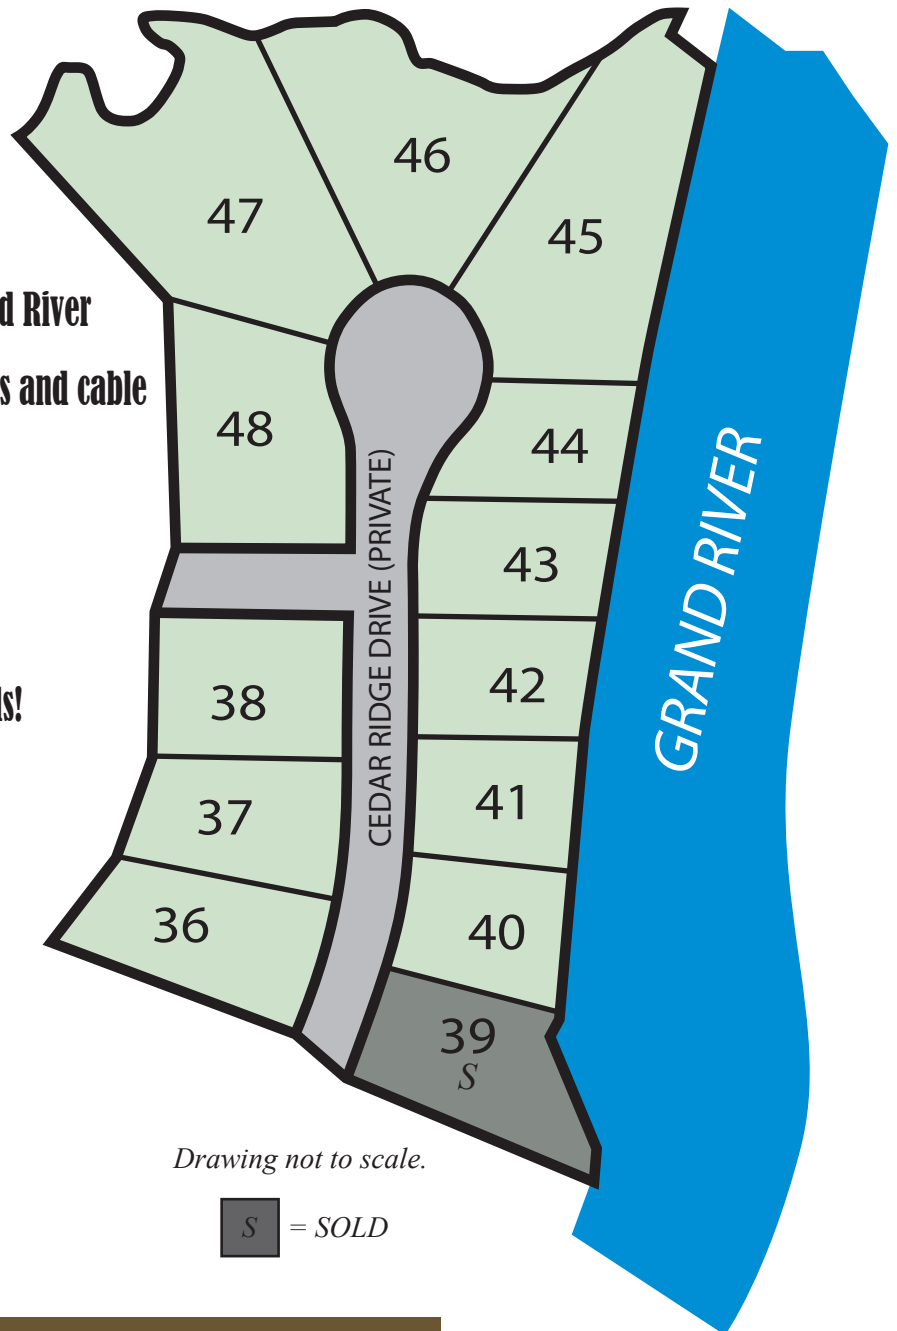 46
47
45
d River
s and cable
48
44
CEDAR RIDGE DRIVE (PRIVATE)
GRAND RIVER
43
42
38
ls!
41
37
36
40
39
S
Drawing not to scale.
S = SOLD